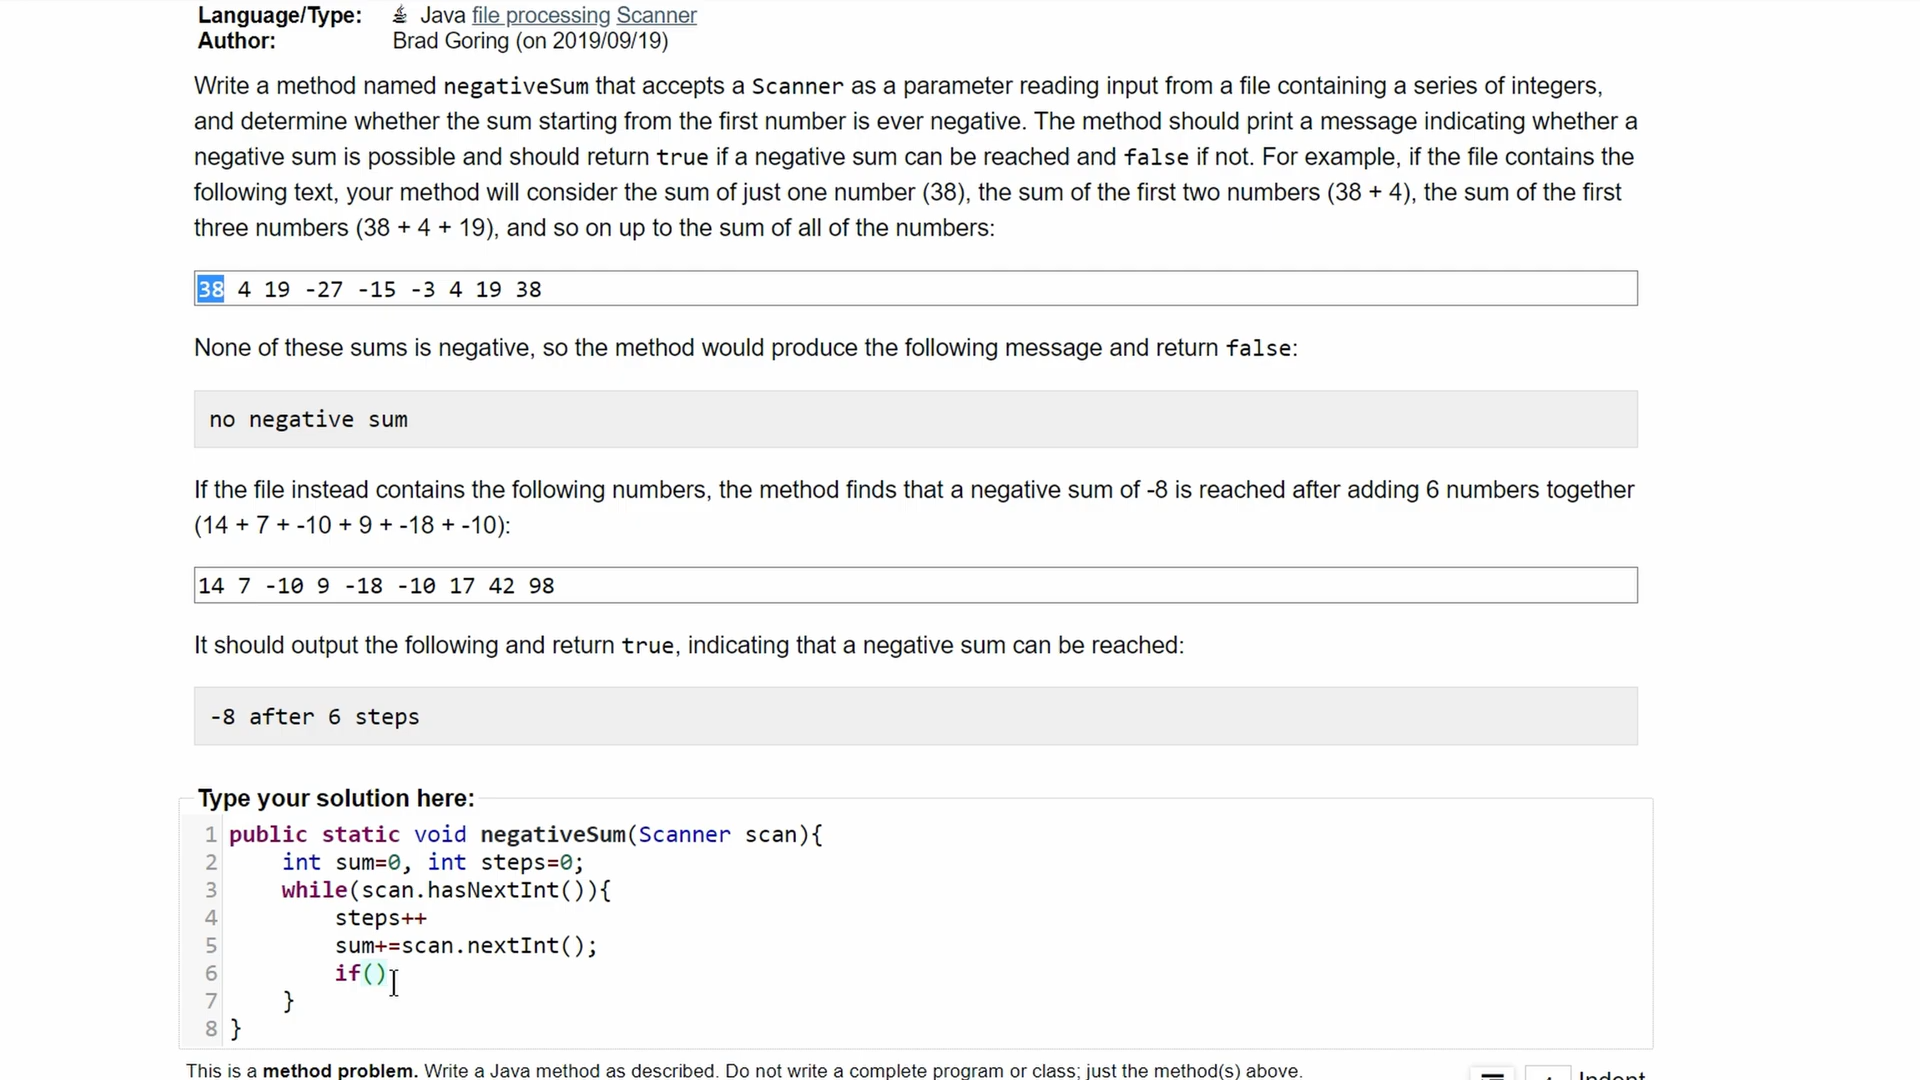 Language/Type: Java file processing Scanner
Author: Brad Goring (on 2019/09/19)
Write a method named negativeSum that accepts a Scanner as a parameter reading input from a file containing a series of integers,
and determine whether the sum starting from the first number is ever negative. The method should print a message indicating whether a
negative sum is possible and should return true if a negative sum can be reached and false if not. For example, if the file contains the
following text, your method will consider the sum of just one number (38), the sum of the first two numbers (38 + 4), the sum of the first
three numbers (38 + 4 + 19), and so on up to the sum of all of the numbers:
38 4 19 -27 -15 -3 4 19 38
None of these sums is negative, so the method would produce the following message and return false:
no negative sum
If the file instead contains the following numbers, the method finds that a negative sum of -8 is reached after adding 6 numbers together
(14 + 7 + -10 + 9 + -18 + -10):
14 7 -10 9 -18 -10 17 42 98
It should output the following and return true, indicating that a negative sum can be reached:
-8 after 6 steps
Type your solution here:
1 public static void negativeSum(Scanner scan){
2 int sum=0, int steps=0;
3 while(scan.hasNextInt()){
4 steps++
5 sum+=scan.nextInt();
6 if()
7 }
8 }
This is a method problem. Write a Java method as described. Do not write a complete program or class; just the method(s) above.
Indent